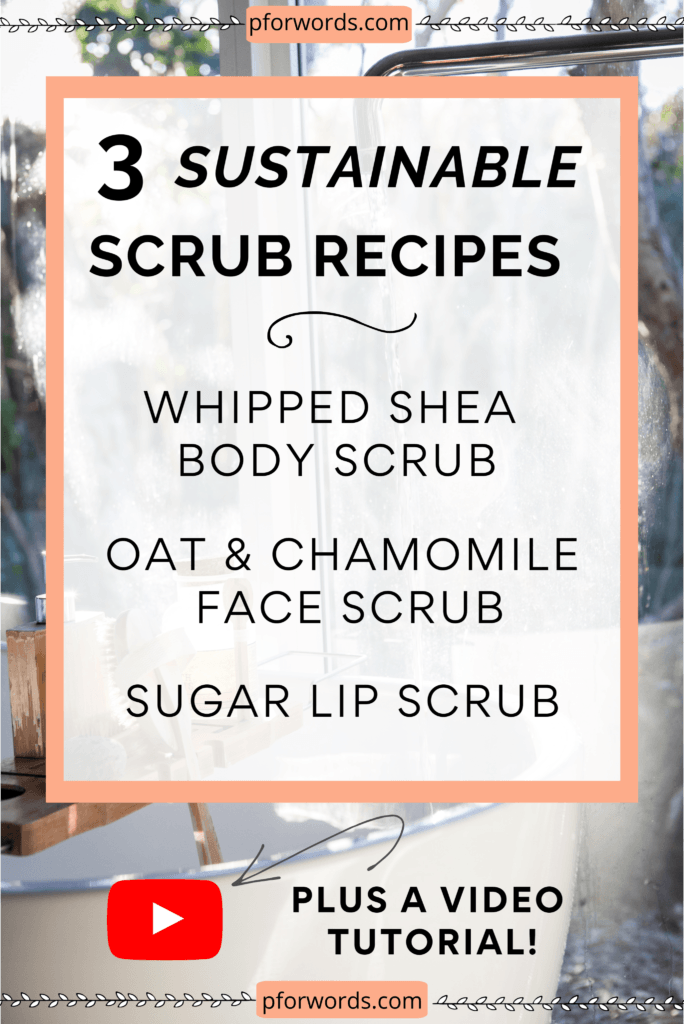 pforwords.com
3 SUSTAINABLE
SCRUB RECIPES
WHIPPED SHEA
BODY SCRUB
OAT & CHAMOMILE
FACE SCRUB
SUGAR LIP SCRUB
PLUS A VIDEO
TUTORIAL!
pforwords.com